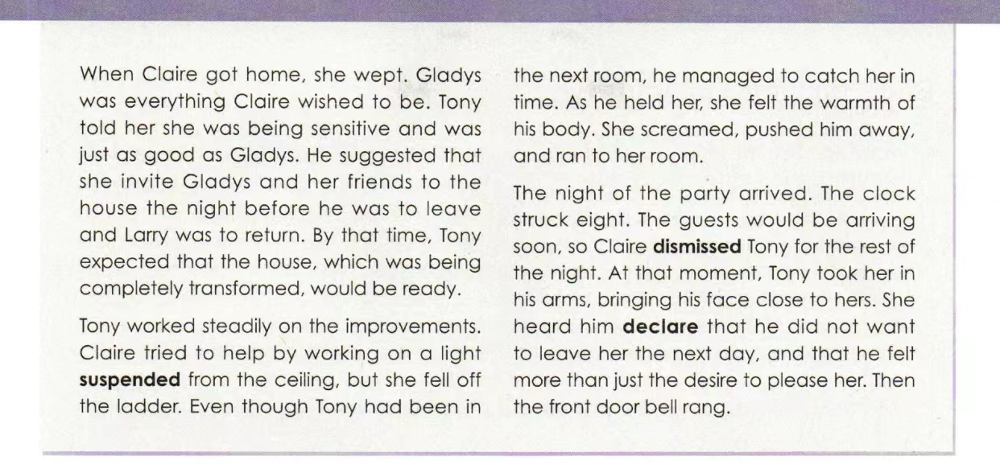 When Claire got home, she wept. Gladys
was everything Claire wished to be. Tony
told her she was being sensitive and was
just as good as Gladys. He suggested that
she invite Gladys and her friends to the
house the night before he was to leave
and Larry was to return. By that time, Tony
expected that the house, which was being
completely transformed, would be ready.
Tony worked steadily on the improvements.
Claire tried to help by working on a light
suspended from the ceiling, but she fell off
the ladder. Even though Tony had been in
the next room, he managed to catch her in
time. As he held her, she felt the warmth of
his body. She screamed, pushed him away,
and ran to her room.
The night of the party arrived. The clock
struck eight. The guests would be arriving
soon, so Claire dismissed Tony for the rest of
the night. At that moment, Tony took her in
his arms, bringing his face close to hers. She
heard him declare that he did not want
to leave her the next day, and that he felt
more than just the desire to please her. Then
the front door bell rang.